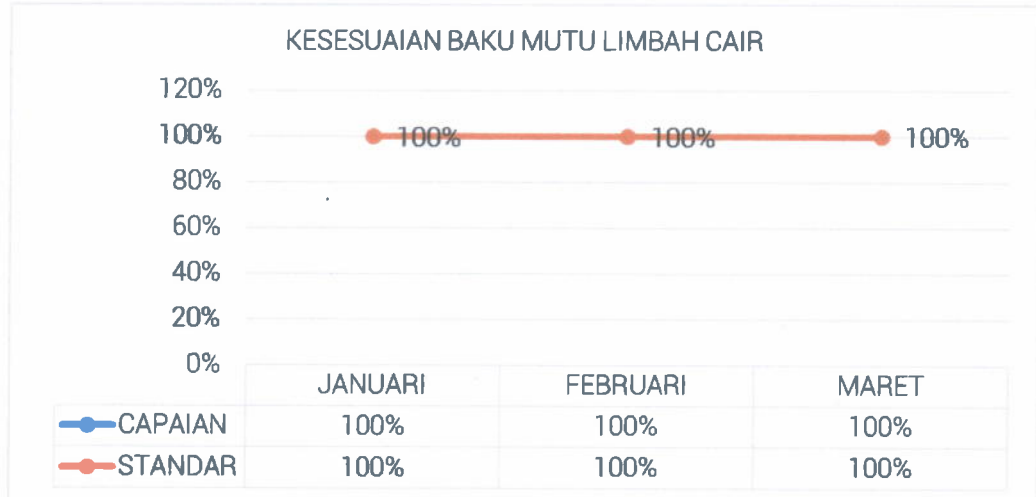 KESESUAIAN BAKU MUTU LIMBAH CAIR
120%
100%
80%
60%
40%
20%
0%
100% 100% 100%
JANUARI FEBRUARI MARET
CAPAIAN 100% 100% 100%
STANDAR 100% 100% 100%